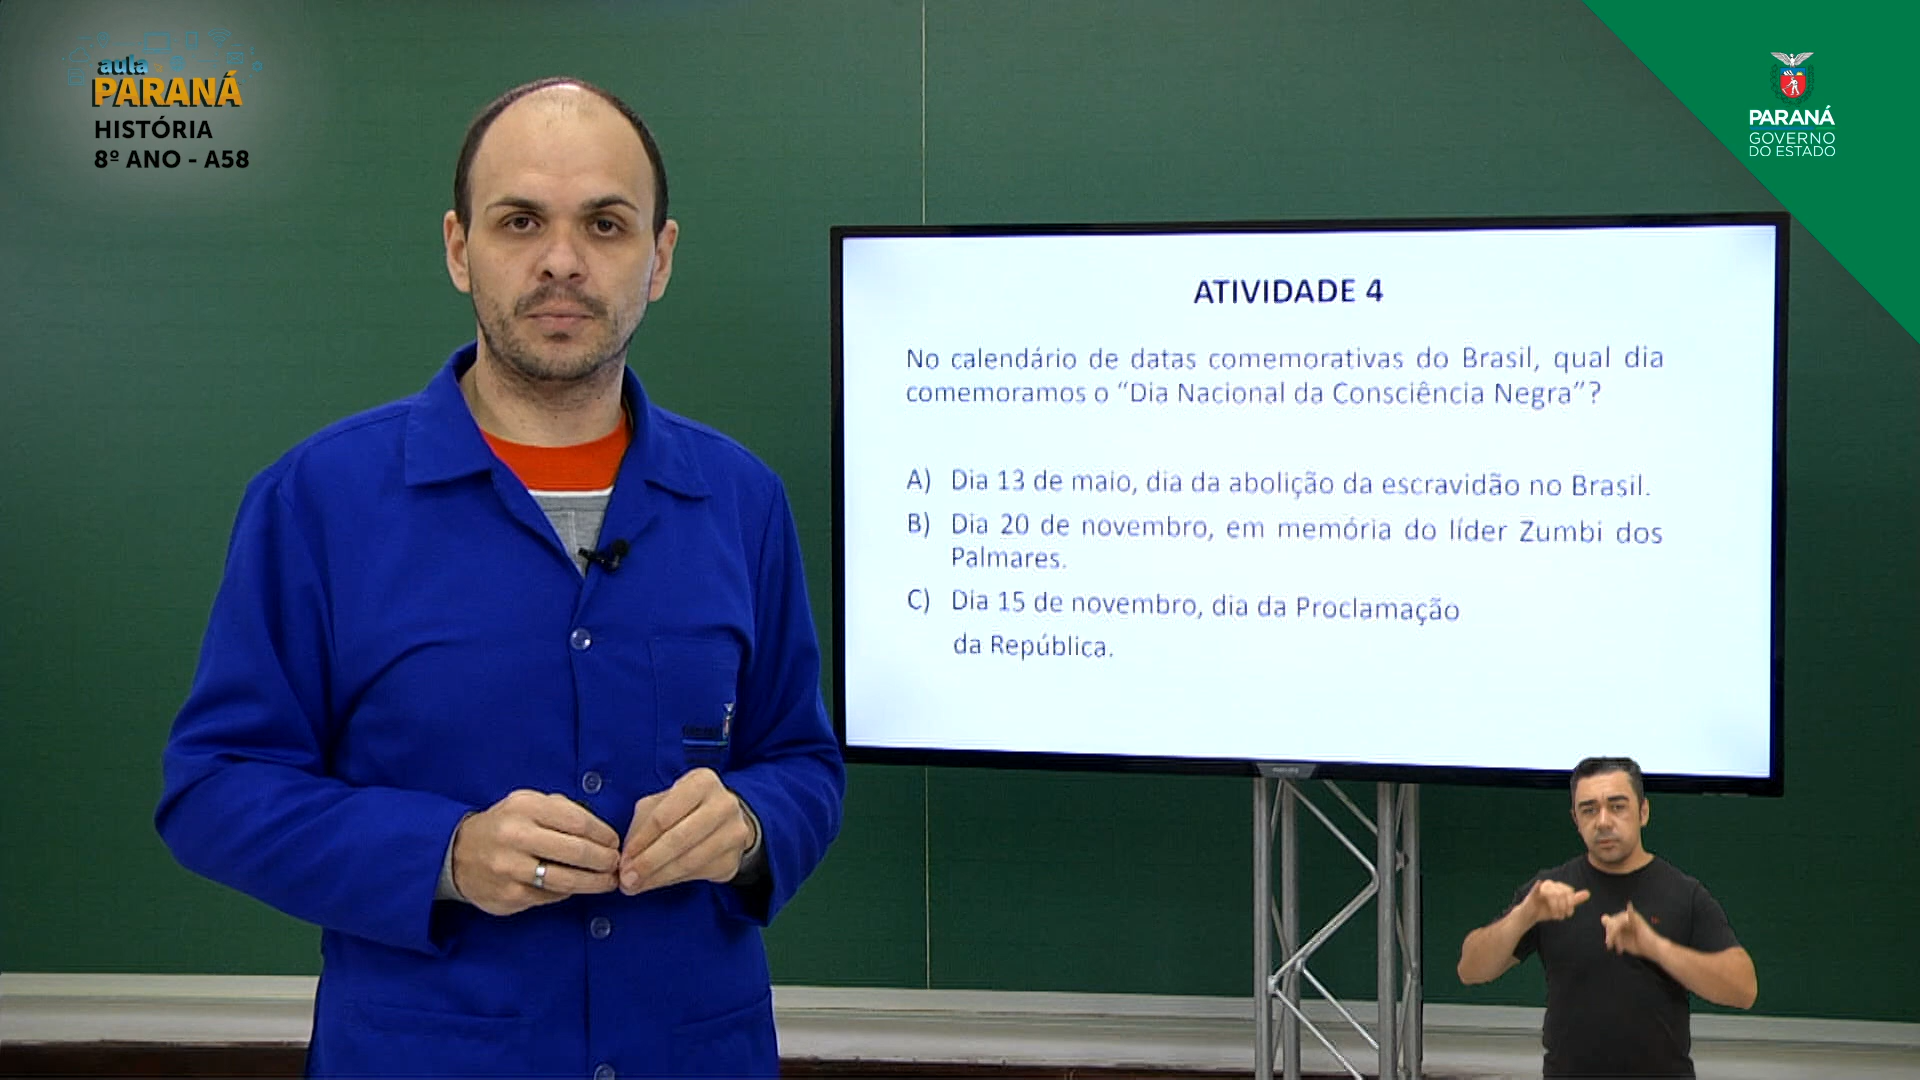 aula
PARANÁ
HISTÓRIA
8º ANO - A58
PARANÁ
GOVERNO
DO ESTADO
ATIVIDADE 4
No calendário de datas comemorativas do Brasil, qual dia
comemoramos o “Dia Nacional da Consciência Negra”?
A) Dia 13 de maio, dia da abolição da escravidão no Brasil.
B) Dia 20 de novembro, em memória do líder Zumbi dos
Palmares.
C) Dia 15 de novembro, dia da Proclamação
da República.